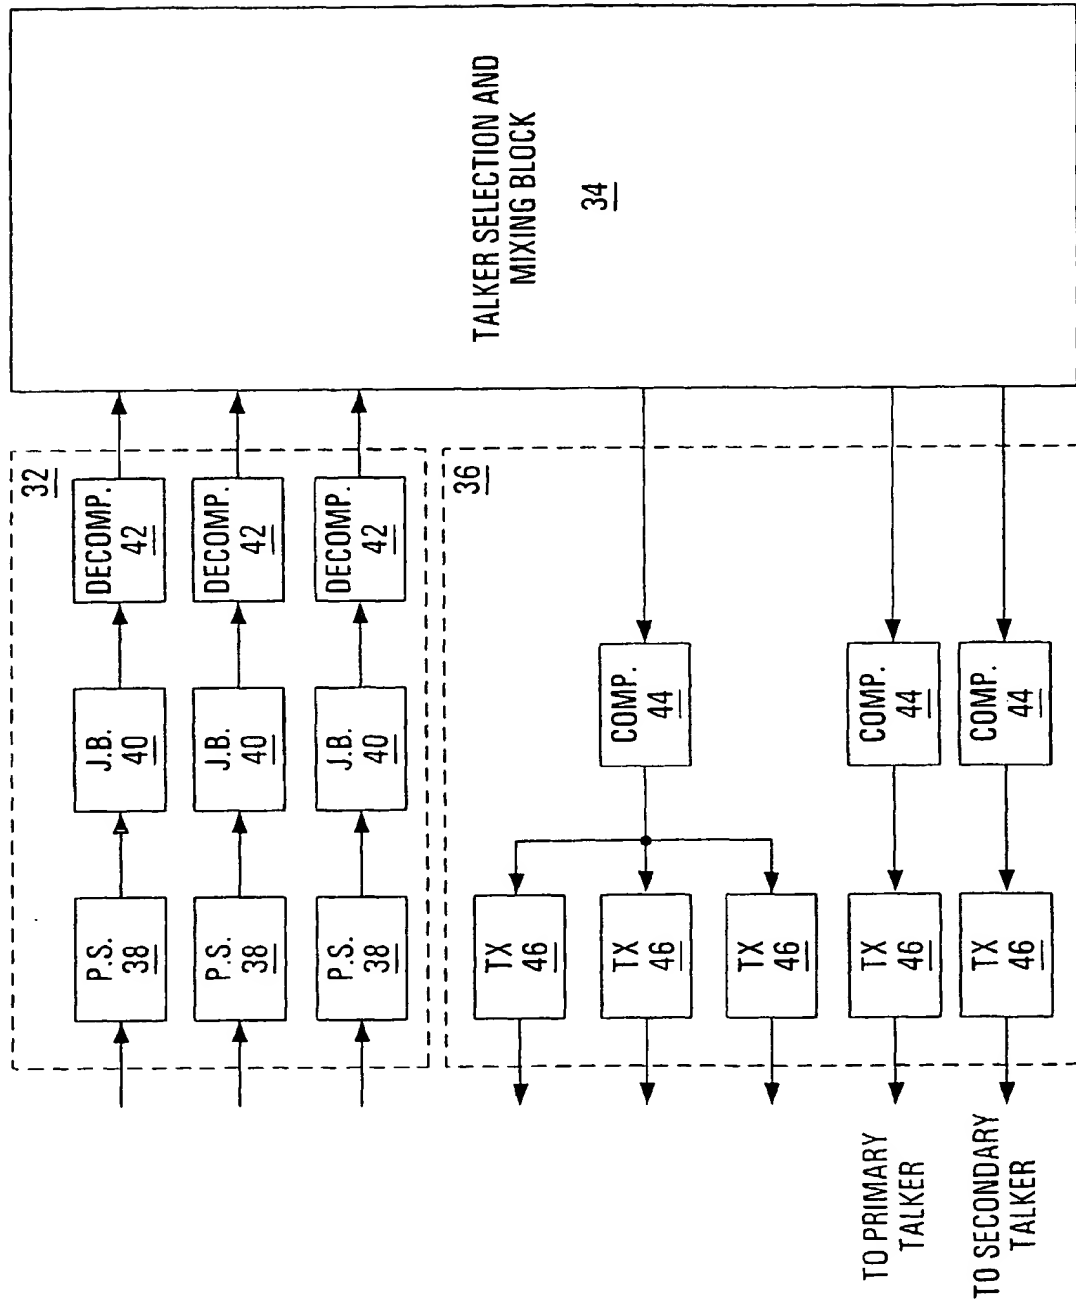 32
P.S.
38
J.B.
40
DECOMP.
42
P.S.
38
J.B.
40
DECOMP.
42
P.S.
38
J.B.
40
DECOMP.
42
TALKER SELECTION AND
MIXING BLOCK
34
36
TX
46
TX
46
COMP.
44
TX
46
TO PRIMARY
TALKER
TX
46
COMP.
44
TO SECONDARY
TALKER
TX
46
COMP.
44